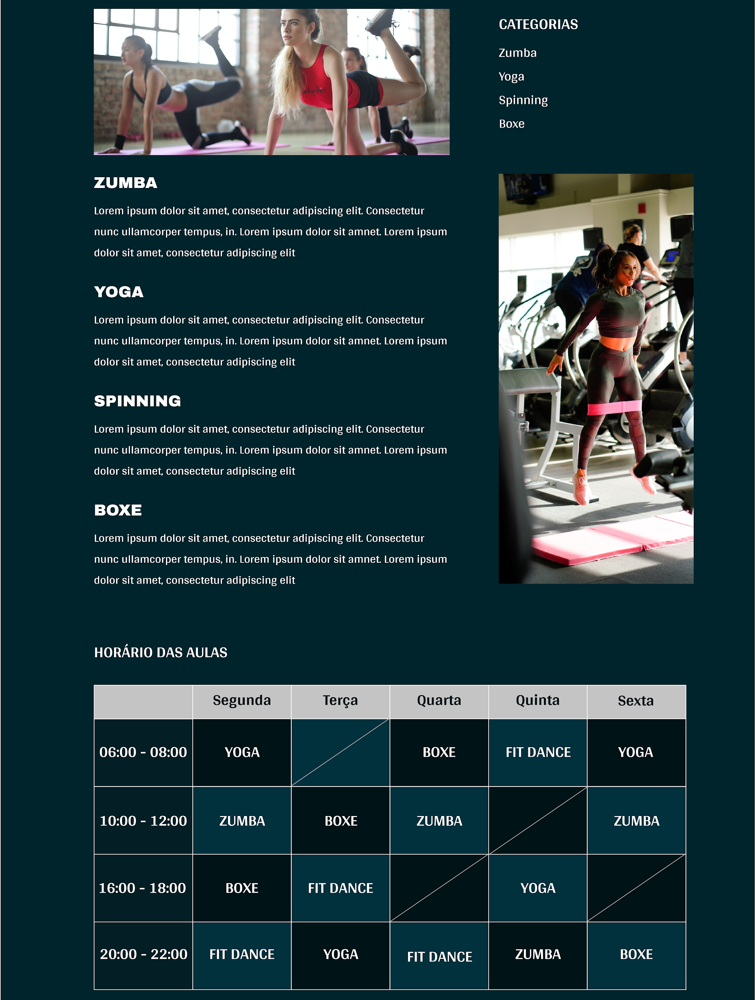 CATEGORIAS
Zumba
Yoga
Spinning
Boxe
ZUMBA
Lorem ipsum dolor sit amet, consectetur adipiscing elit. Consectetur
nunc ullamcorper tempus, in. Lorem ipsum dolor sit amnet. Lorem ipsum
dolor sit amet, consectetur adipiscing elit
YOGA
Lorem ipsum dolor sit amet, consectetur adipiscing elit. Consectetur
nunc ullamcorper tempus, in. Lorem ipsum dolor sit amnet. Lorem ipsum
dolor sit amet, consectetur adipiscing elit
SPINNING
Lorem ipsum dolor sit amet, consectetur adipiscing elit. Consectetur
nunc ullamcorper tempus, in. Lorem ipsum dolor sit amnet. Lorem ipsum
dolor sit amet, consectetur adipiscing elit
BOXE
Lorem ipsum dolor sit amet, consectetur adipiscing elit. Consectetur
nunc ullamcorper tempus, in. Lorem ipsum dolor sit amnet. Lorem ipsum
dolor sit amet, consectetur adipiscing elit
HORÁRIO DAS AULAS
Segunda Terça Quarta Quinta Sexta
06:00 - 08:00 YOGA BOXE FIT DANCE YOGA
10:00 - 12:00 ZUMBA BOXE ZUMBA ZUMBA
16:00 - 18:00 BOXE FIT DANCE YOGA
20:00 - 22:00 FIT DANCE YOGA FIT DANCE ZUMBA BOXE